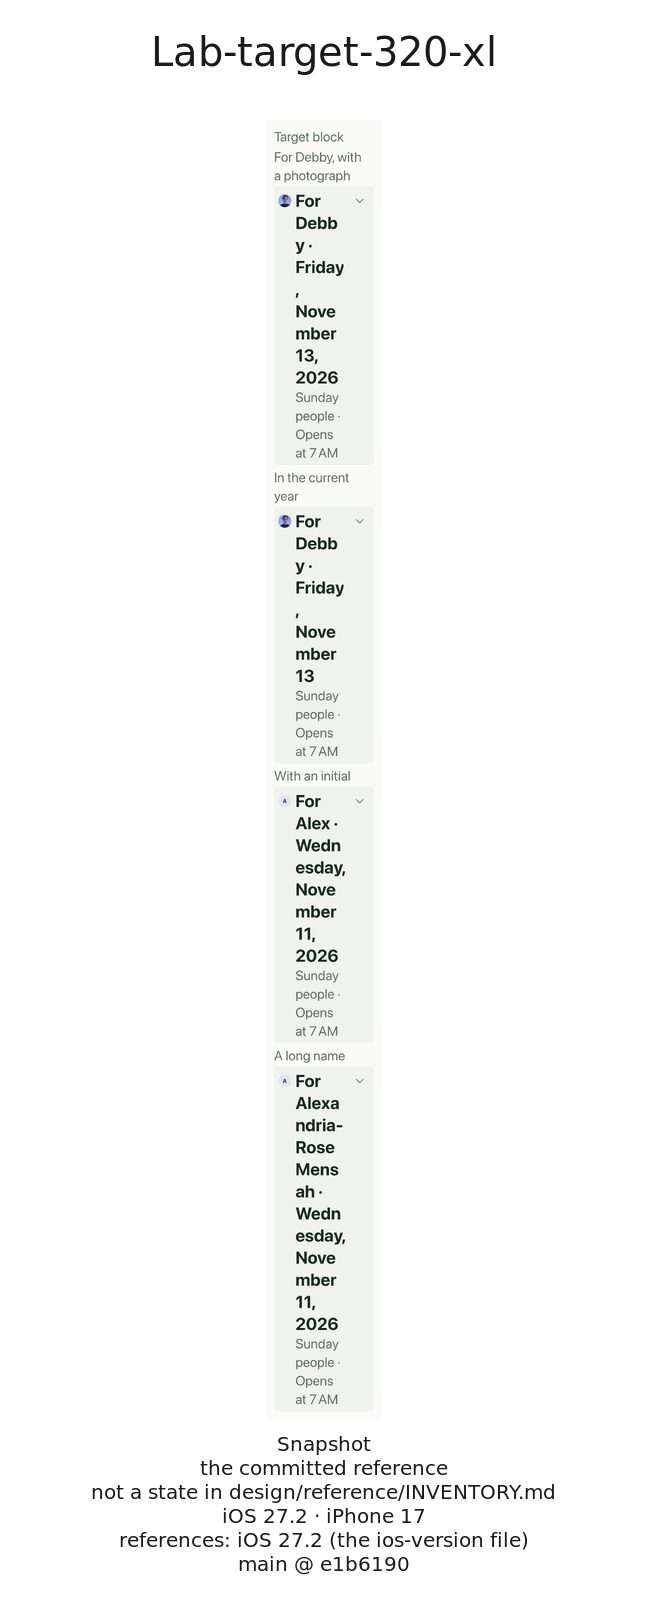 Lab-target-320-xl
Target block
For Debby, with
a photograph
For
Debb
y ·
Friday
,
Nove
mber
13,
2026
Sunday
people ·
Opens
at 7 AM
In the current
year
For
Debb
y ·
Friday
,
Nove
mber
13
Sunday
people ·
Opens
at 7 AM
With an initial
A
For
Alex ·
Wedn
esday,
Nove
mber
11,
2026
Sunday
people ·
Opens
at 7 AM
A long name
A
For
Alexa
ndria-
Rose
Mens
ah ·
Wedn
esday,
Nove
mber
11,
2026
Sunday
people ·
Opens
at 7 AM
Snapshot
the committed reference
not a state in design/reference/INVENTORY.md
iOS 27.2 · iPhone 17
references: iOS 27.2 (the ios-version file)
main @ e1b6190